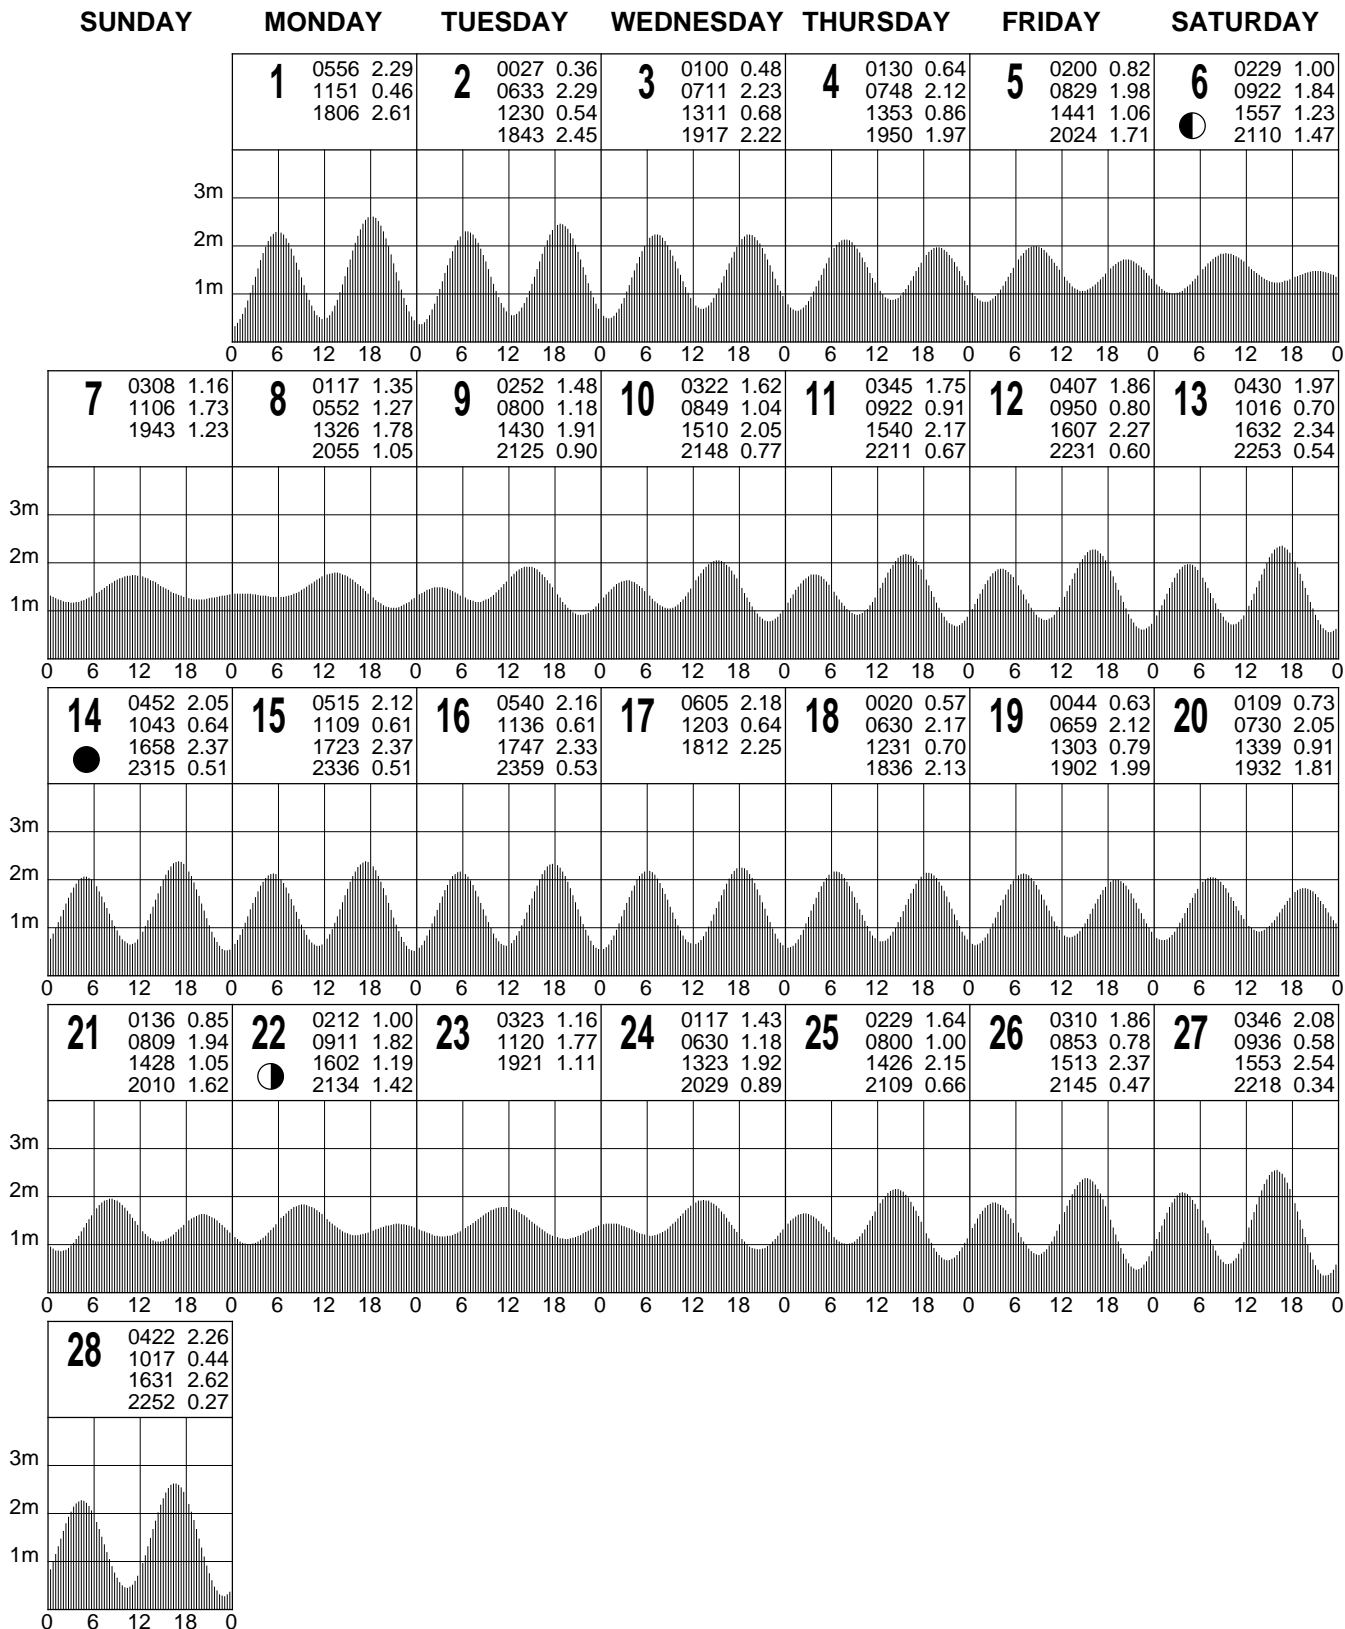 SUNDAY MONDAY TUESDAY WEDNESDAY THURSDAY FRIDAY SATURDAY
1 0556 2.29
1151 0.46
1806 2.61
2 0027 0.36
0633 2.29
1230 0.54
1843 2.45
3 0100 0.48
0711 2.23
1311 0.68
1917 2.22
4 0130 0.64
0748 2.12
1353 0.86
1950 1.97
5 0200 0.82
0829 1.98
1441 1.06
2024 1.71
6 0229 1.00
0922 1.84
1557 1.23
2110 1.47
3m
2m
1m
0 6 12 18 0 6 12 18 0 6 12 18 0 6 12 18 0 6 12 18 0 6 12 18 0
7 0308 1.16
1106 1.73
1943 1.23
8 0117 1.35
0552 1.27
1326 1.78
2055 1.05
9 0252 1.48
0800 1.18
1430 1.91
2125 0.90
10 0322 1.62
0849 1.04
1510 2.05
2148 0.77
11 0345 1.75
0922 0.91
1540 2.17
2211 0.67
12 0407 1.86
0950 0.80
1607 2.27
2231 0.60
13 0430 1.97
1016 0.70
1632 2.34
2253 0.54
3m
2m
1m
0 6 12 18 0 6 12 18 0 6 12 18 0 6 12 18 0 6 12 18 0 6 12 18 0 6 12 18 0
14 0452 2.05
1043 0.64
1658 2.37
2315 0.51
15 0515 2.12
1109 0.61
1723 2.37
2336 0.51
16 0540 2.16
1136 0.61
1747 2.33
2359 0.53
17 0605 2.18
1203 0.64
1812 2.25
18 0020 0.57
0630 2.17
1231 0.70
1836 2.13
19 0044 0.63
0659 2.12
1303 0.79
1902 1.99
20 0109 0.73
0730 2.05
1339 0.91
1932 1.81
3m
2m
1m
0 6 12 18 0 6 12 18 0 6 12 18 0 6 12 18 0 6 12 18 0 6 12 18 0 6 12 18 0
21 0136 0.85
0809 1.94
1428 1.05
2010 1.62
22 0212 1.00
0911 1.82
1602 1.19
2134 1.42
23 0323 1.16
1120 1.77
1921 1.11
24 0117 1.43
0630 1.18
1323 1.92
2029 0.89
25 0229 1.64
0800 1.00
1426 2.15
2109 0.66
26 0310 1.86
0853 0.78
1513 2.37
2145 0.47
27 0346 2.08
0936 0.58
1553 2.54
2218 0.34
3m
2m
1m
0 6 12 18 0 6 12 18 0 6 12 18 0 6 12 18 0 6 12 18 0 6 12 18 0 6 12 18 0
28 0422 2.26
1017 0.44
1631 2.62
2252 0.27
3m
2m
1m
0 6 12 18 0